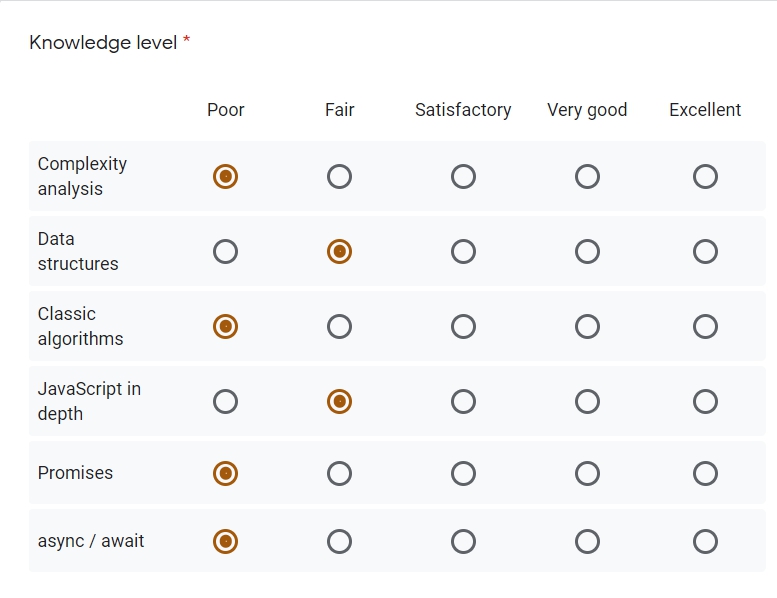 Knowledge level *
Poor Fair Satisfactory Very good Excellent
Complexity
analysis
Data
structures
Classic
algorithms
JavaScript in
depth
Promises
async / await